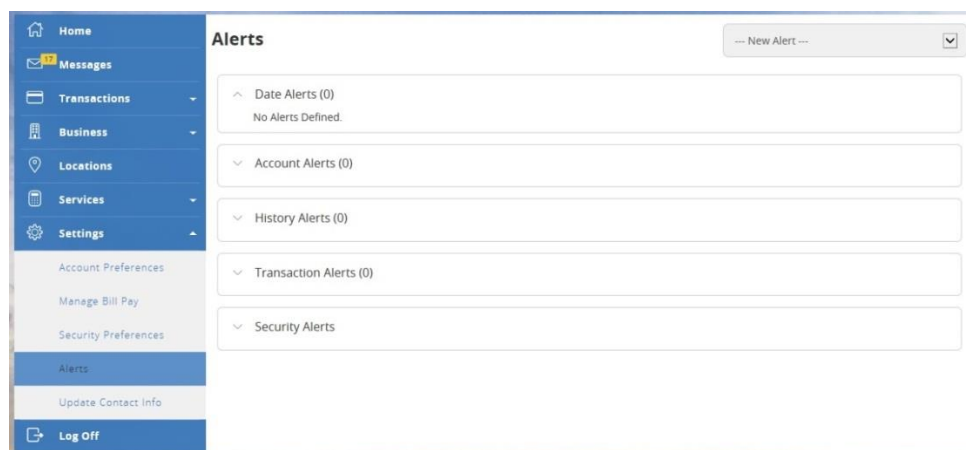 Home
17
Messages
Transactions
Business
Locations
Services
Settings
Account Preferences
Manage Bill Pay
Security Preferences
Alerts
Update Contact Info
Log Off
Alerts
--- New Alert ---
Date Alerts (0)
No Alerts Defined.
Account Alerts (0)
History Alerts (0)
Transaction Alerts (0)
Security Alerts